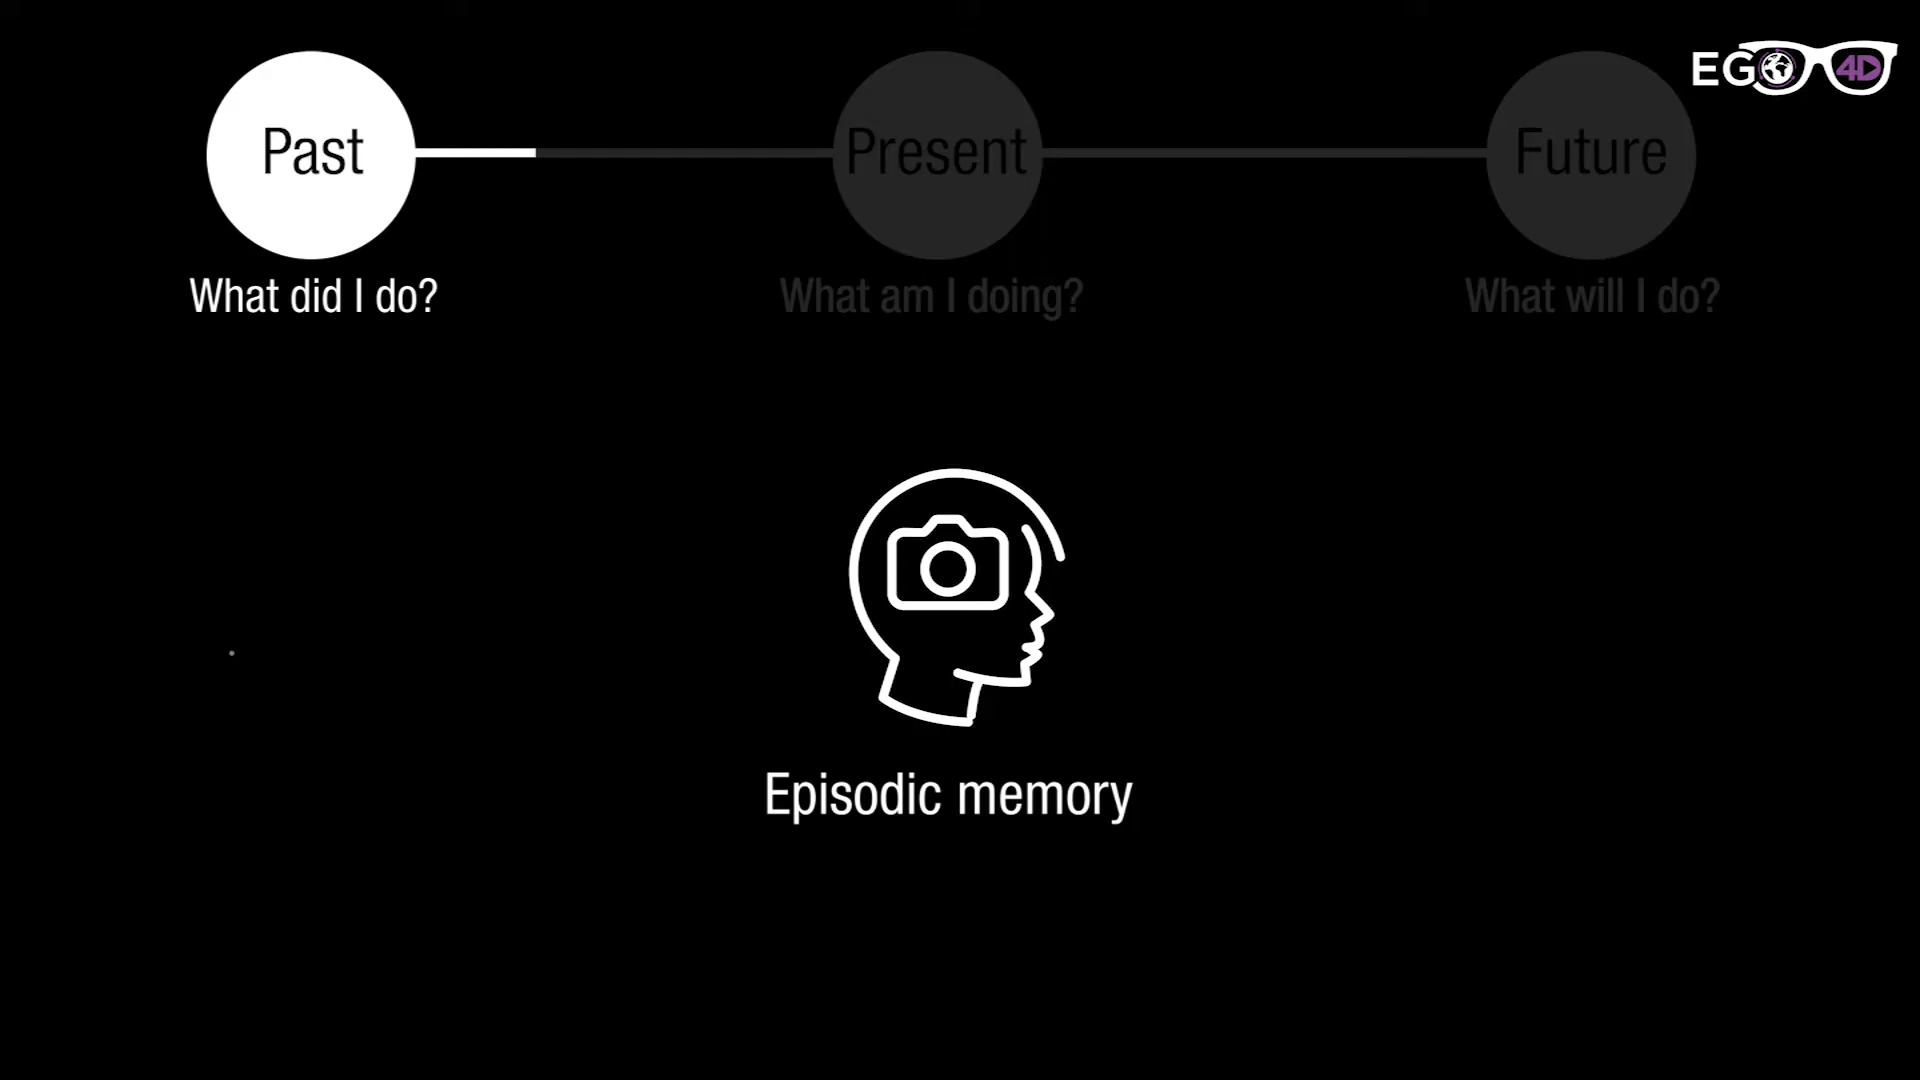 EGO 4D
Past
Present
Future
What did I do?
What am I doing?
What will I do?
Episodic memory